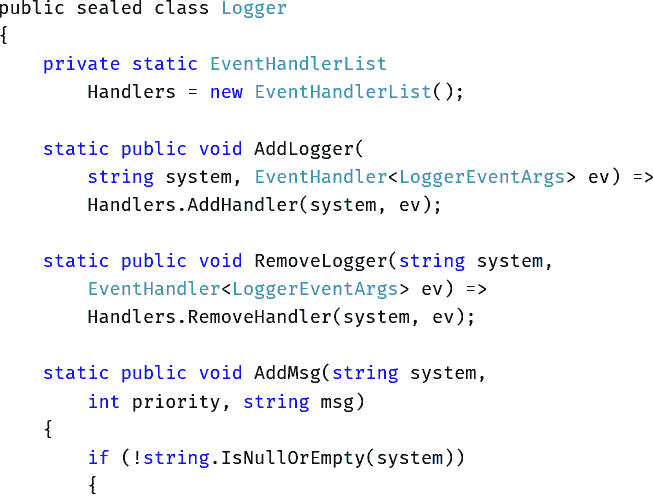 public sealed class Logger
{
    private static EventHandlerList
        Handlers = new EventHandlerList();

    static public void AddLogger(
        string system, EventHandler<LoggerEventArgs> ev) =>
        Handlers.AddHandler(system, ev);

    static public void RemoveLogger(string system,
        EventHandler<LoggerEventArgs> ev) =>
        Handlers.RemoveHandler(system, ev);

    static public void AddMsg(string system,
        int priority, string msg)
    {
        if (!string.IsNullOrEmpty(system))
        {